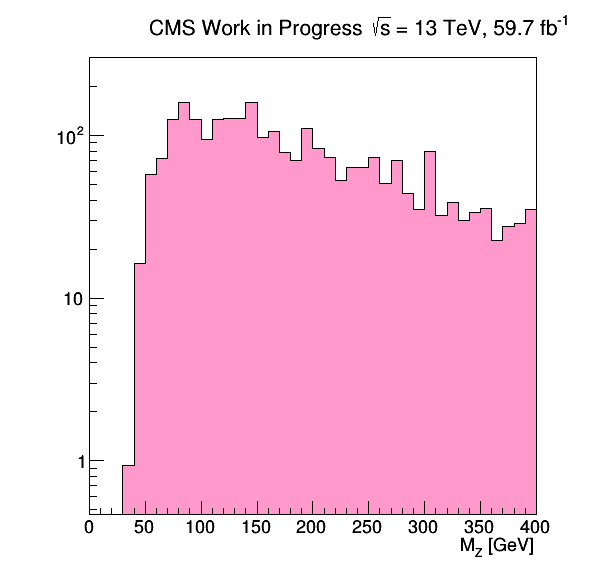 CMS Work in Progress √s = 13 TeV, 59.7 fb⁻¹
10²
10
1
0 50 100 150 200 250 300 350 400
M_Z [GeV]